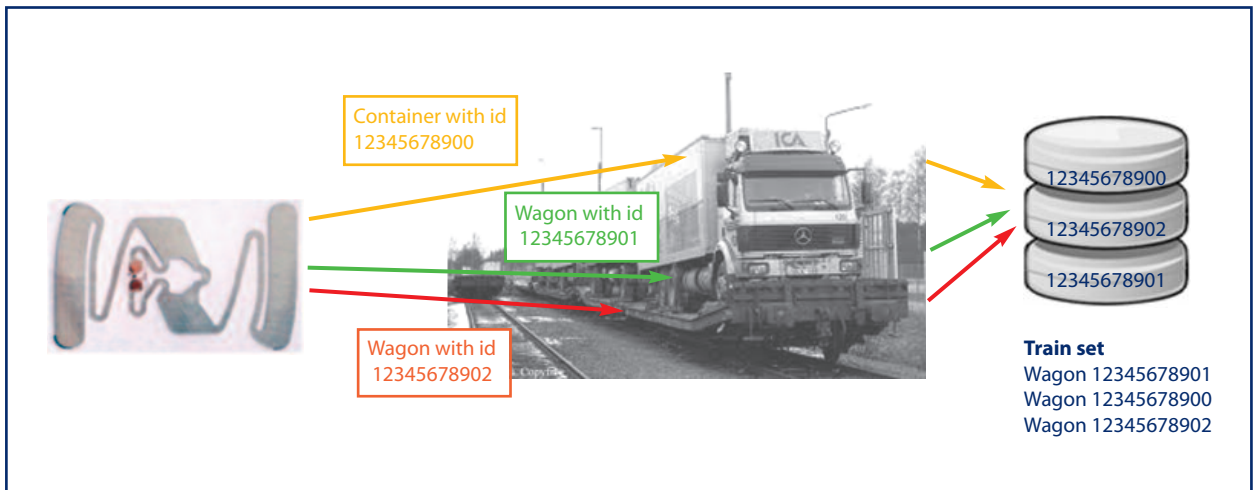 Container with id
12345678900
ICA
Wagon with id
12345678901
Wagon with id
12345678902
12345678900
12345678902
12345678901
Train set
Wagon 12345678901
Wagon 12345678900
Wagon 12345678902